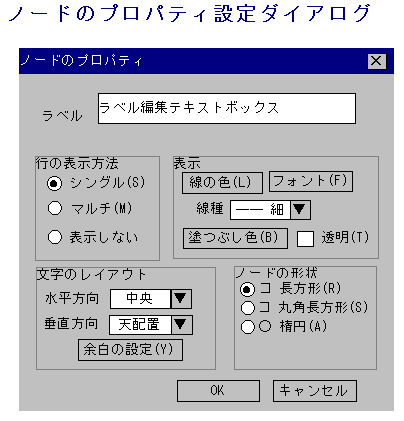 ノードのプロパティ設定ダイアログ
ノードのプロパティ
ラベル ラベル編集テキストボックス
行の表示方法
シングル(S)
マルチ(M)
表示しない
表示
線の色(L) フォント(F)
線種 ―― 細
塗つぶし色(B) 透明(T)
文字のレイアウト
水平方向 中央
垂直方向 天配置
余白の設定(Y)
ノードの形状
コ 長方形(R)
コ 丸角長方形(S)
○ 楕円(A)
OK キャンセル